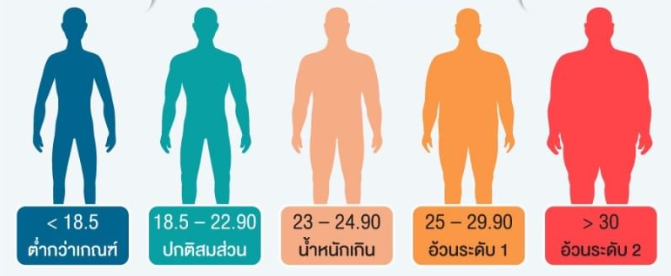 < 18.5
ต่ำกว่าเกณฑ์
18.5 – 22.90
ปกติสมส่วน
23 – 24.90
น้ำหนักเกิน
25 – 29.90
อ้วนระดับ 1
> 30
อ้วนระดับ 2